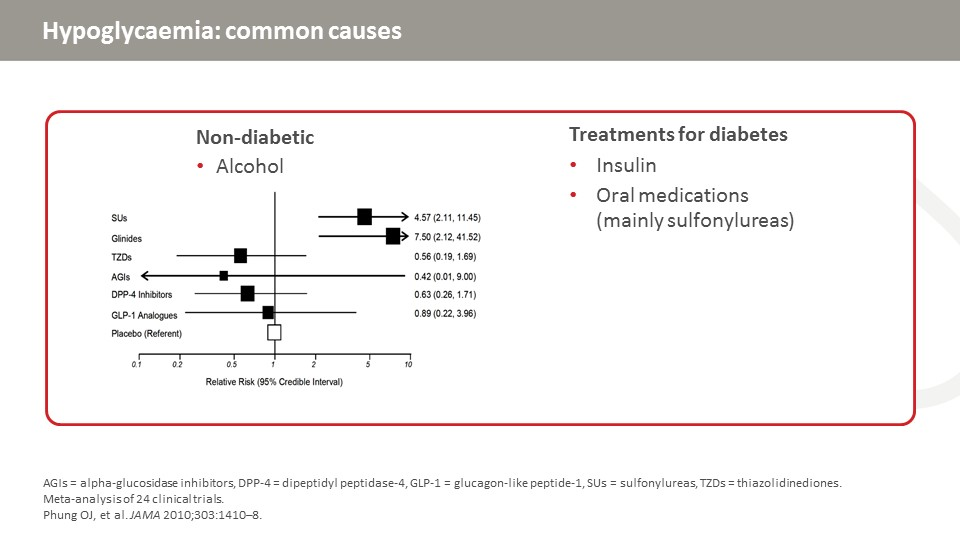 Hypoglycaemia: common causes
Non-diabetic
• Alcohol
Treatments for diabetes
• Insulin
• Oral medications
(mainly sulfonylureas)
SUs 4.57 (2.11, 11.45)
Glinides 7.50 (2.12, 41.52)
TZDs 0.56 (0.19, 1.69)
AGIs 0.42 (0.01, 9.00)
DPP-4 Inhibitors 0.63 (0.26, 1.71)
GLP-1 Analogues 0.89 (0.22, 3.96)
Placebo (Referent)
0.1 0.2 0.5 1 2 5 10
Relative Risk (95% Credible Interval)
AGIs = alpha-glucosidase inhibitors, DPP-4 = dipeptidyl peptidase-4, GLP-1 = glucagon-like peptide-1, SUs = sulfonylureas, TZDs = thiazolidinediones.
Meta-analysis of 24 clinical trials.
Phung OJ, et al. JAMA 2010;303:1410–8.